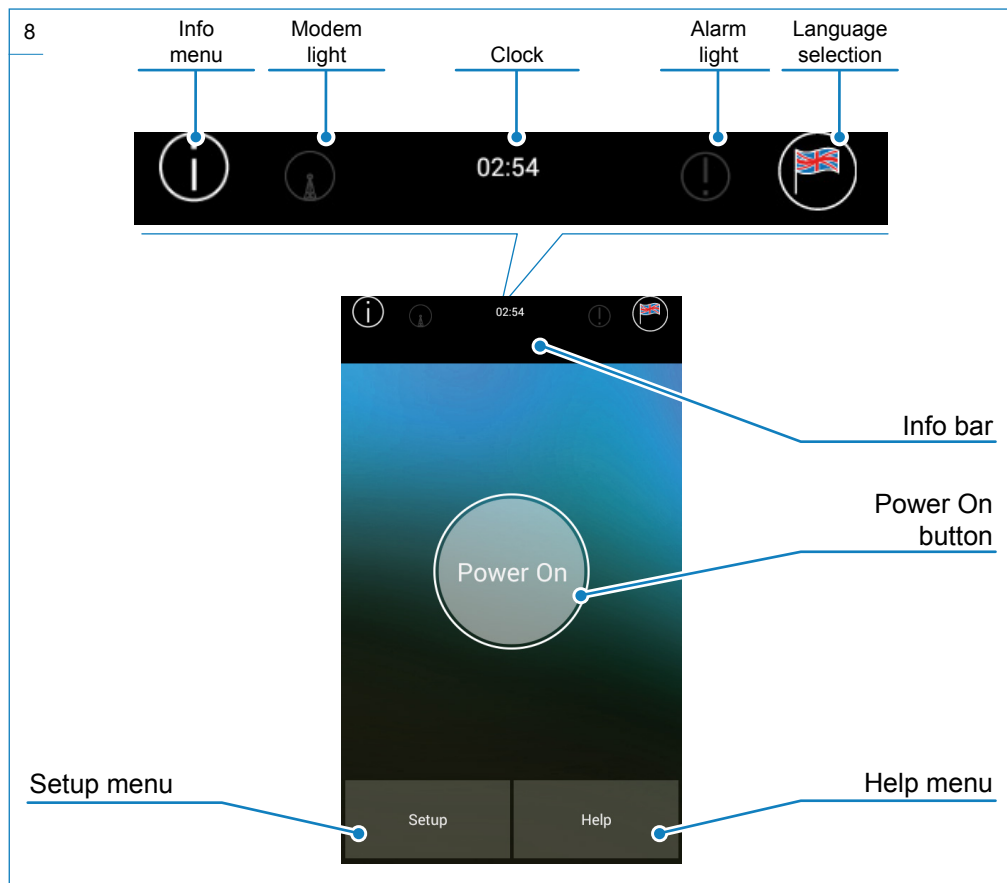 8
Info
menu
Modem
light
Clock
Alarm
light
Language
selection
i
02:54
!
i
02:54
!
Info bar
Power On
button
Power On
Setup menu
Help menu
Setup
Help